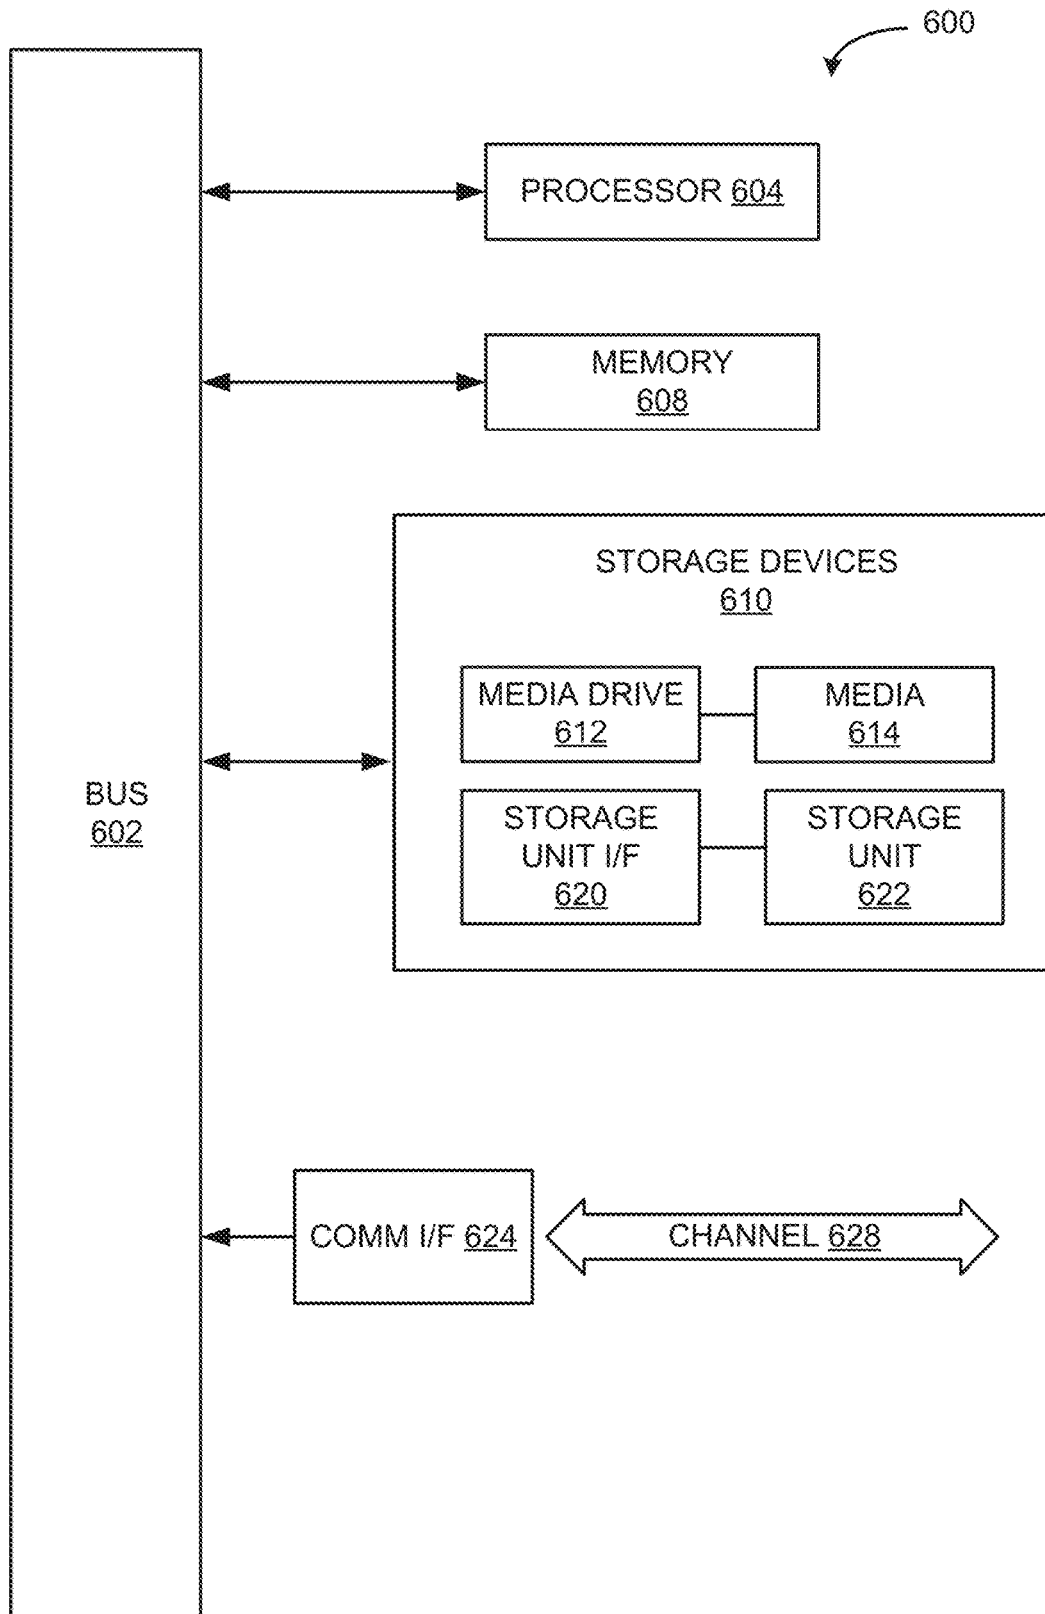 600
PROCESSOR 604
MEMORY
608
STORAGE DEVICES
610
MEDIA DRIVE
612
MEDIA
614
BUS
602
STORAGE
UNIT I/F
620
STORAGE
UNIT
622
COMM I/F 624
CHANNEL 628